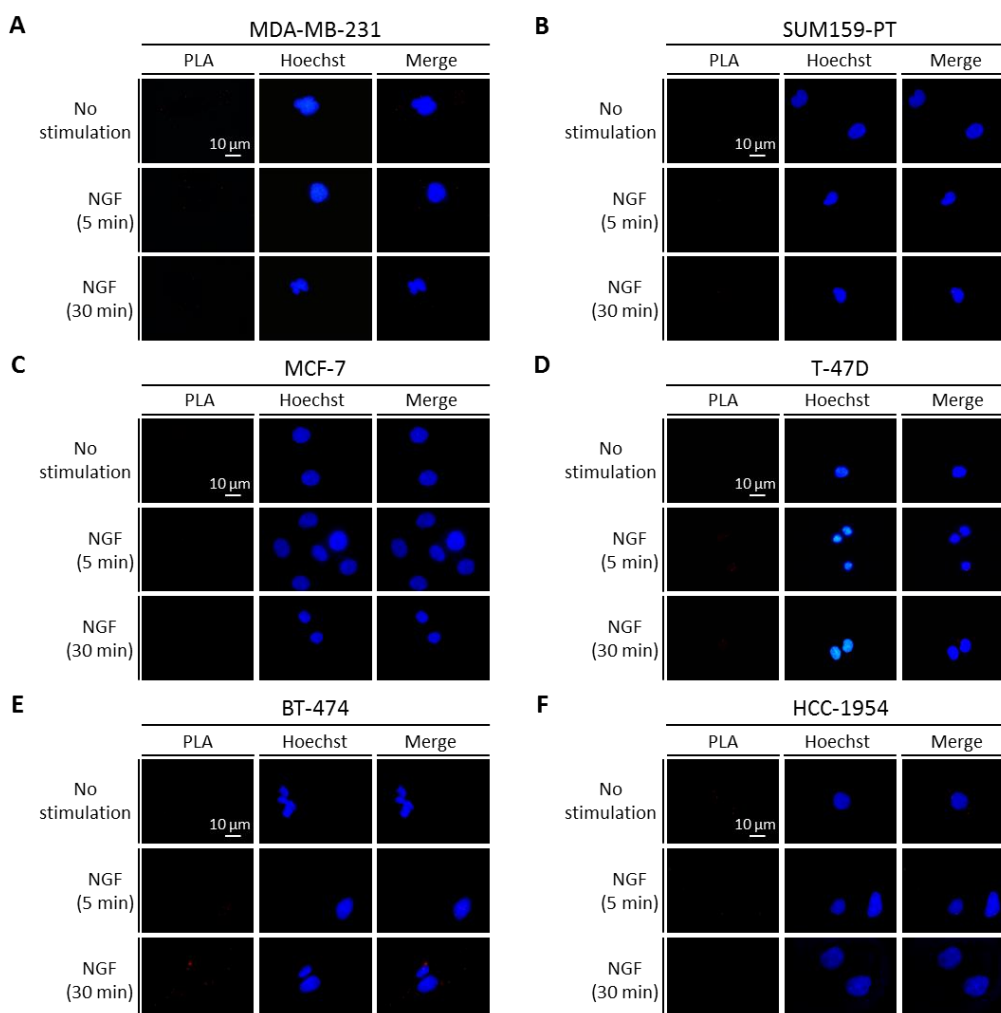 A
MDA-MB-231
PLA Hoechst Merge
No
stimulation
10 µm
NGF
(5 min)
NGF
(30 min)
B
SUM159-PT
PLA Hoechst Merge
No
stimulation
10 µm
NGF
(5 min)
NGF
(30 min)
C
MCF-7
PLA Hoechst Merge
No
stimulation
10 µm
NGF
(5 min)
NGF
(30 min)
D
T-47D
PLA Hoechst Merge
No
stimulation
10 µm
NGF
(5 min)
NGF
(30 min)
E
BT-474
PLA Hoechst Merge
No
stimulation
10 µm
NGF
(5 min)
NGF
(30 min)
F
HCC-1954
PLA Hoechst Merge
No
stimulation
10 µm
NGF
(5 min)
NGF
(30 min)